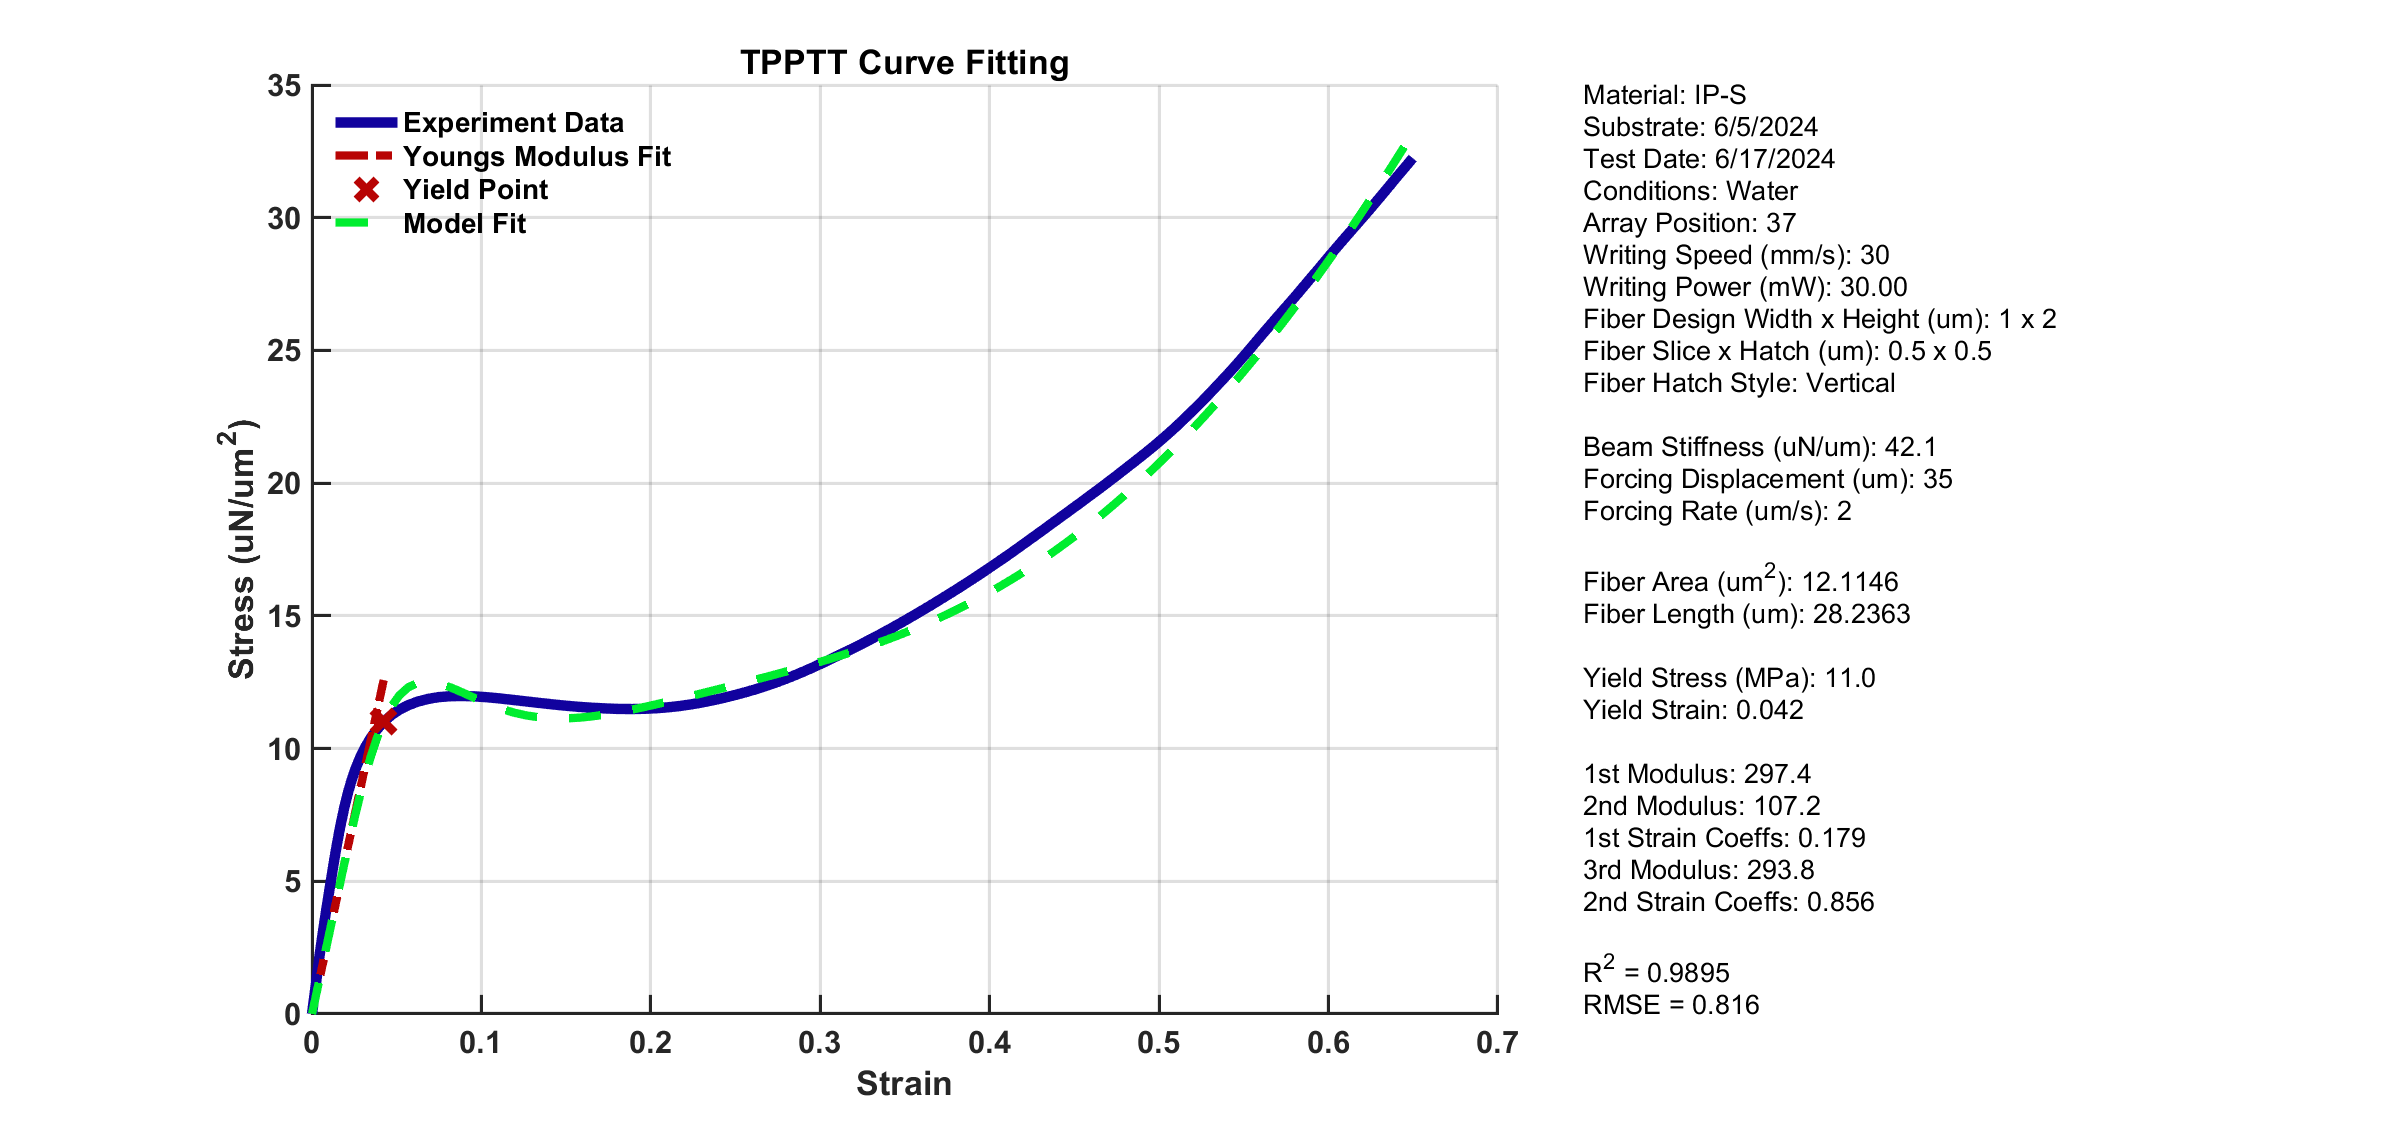 TPPTT Curve Fitting
35
30
25
20
15
10
5
0
Stress (uN/um²)
Experiment Data
Youngs Modulus Fit
Yield Point
Model Fit
0 0.1 0.2 0.3 0.4 0.5 0.6 0.7
Strain
Material: IP-S
Substrate: 6/5/2024
Test Date: 6/17/2024
Conditions: Water
Array Position: 37
Writing Speed (mm/s): 30
Writing Power (mW): 30.00
Fiber Design Width x Height (um): 1 x 2
Fiber Slice x Hatch (um): 0.5 x 0.5
Fiber Hatch Style: Vertical
Beam Stiffness (uN/um): 42.1
Forcing Displacement (um): 35
Forcing Rate (um/s): 2
Fiber Area (um²): 12.1146
Fiber Length (um): 28.2363
Yield Stress (MPa): 11.0
Yield Strain: 0.042
1st Modulus: 297.4
2nd Modulus: 107.2
1st Strain Coeffs: 0.179
3rd Modulus: 293.8
2nd Strain Coeffs: 0.856
R² = 0.9895
RMSE = 0.816